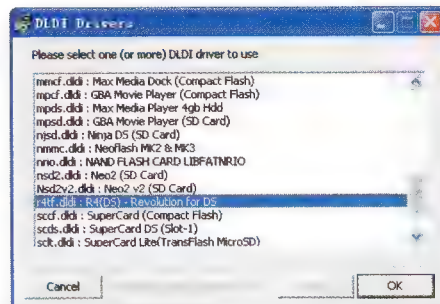 DLDI Drivers
Please select one (or more) DLDI driver to use
mmcf.dldi : Max Media Dock (Compact Flash)
mpcf.dldi : GBA Movie Player (Compact Flash)
mpds.dldi : Max Media Player 4gb Hdd
mpsd.dldi : GBA Movie Player (SD Card)
njsd.dldi : Ninja DS (SD Card)
nmmc.dldi : Neoflash MK2 & MK3
nno.dldi : NAND FLASH CARD LIBFATNRIO
nsd2.dldi : Neo2 (SD Card)
Nsd2v2.dldi : Neo2 v2 (SD Card)
r4tf.dldi : R4(DS) - Revolution for DS
sccf.dldi : SuperCard (Compact Flash)
scds.dldi : SuperCard DS (Slot-1)
sclt.dldi : SuperCard Lite(TransFlash MicroSD)
Cancel
OK